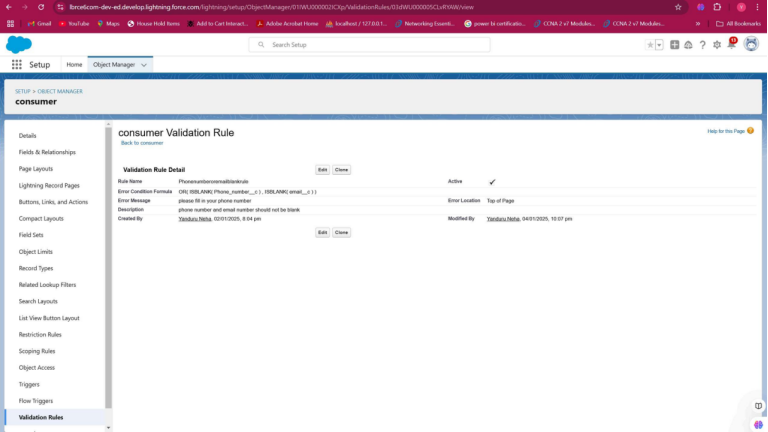 lbrce6com-dev-ed.develop.lightning.force.com/lightning/setup/ObjectManager/01IWU000002ICXp/ValidationRules/03dWU000005CLxRYAW/view
Gmail YouTube Maps House Hold Items Add to Cart Interact... Adobe Acrobat Home localhost / 127.0.0.1... Networking Essenti... power bi certificatio... CCNA 2 v7 Modules... CCNA 2 v7 Modules... » All Bookmarks
Search Setup
Setup Home Object Manager
SETUP > OBJECT MANAGER
consumer
Details
Fields & Relationships
Page Layouts
Lightning Record Pages
Buttons, Links, and Actions
Compact Layouts
Field Sets
Object Limits
Record Types
Related Lookup Filters
Search Layouts
List View Button Layout
Restriction Rules
Scoping Rules
Object Access
Triggers
Flow Triggers
Validation Rules
consumer Validation Rule
Help for this Page
Back to consumer
Validation Rule Detail Edit Clone
Rule Name Phonenumberoremailblankrule Active
Error Condition Formula OR( ISBLANK( Phone_number__c ) , ISBLANK( email__c ) )
Error Message please fill in your phone number Error Location Top of Page
Description phone number and email number should not be blank
Created By Yanduru Neha, 02/01/2025, 6:04 pm Modified By Yanduru Neha, 04/01/2025, 10:07 pm
Edit Clone